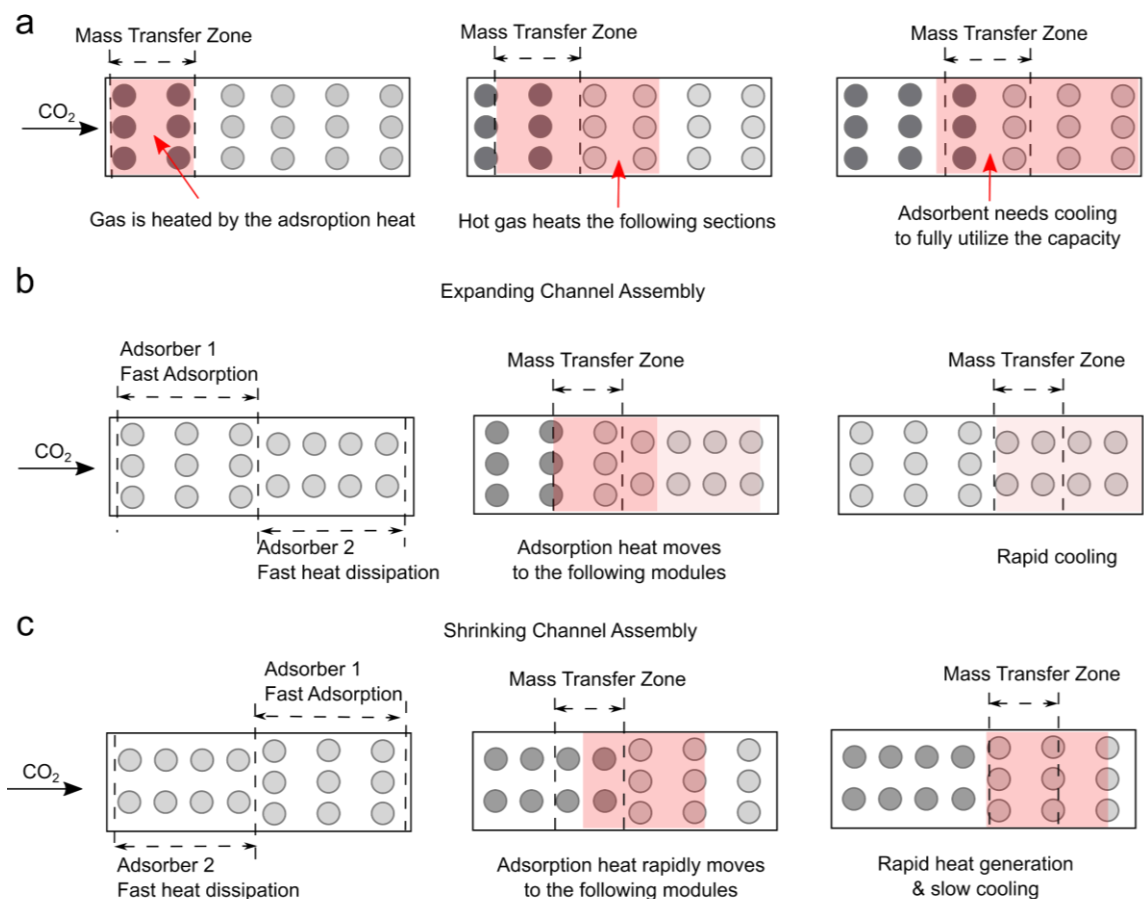 a
Mass Transfer Zone
Mass Transfer Zone
Mass Transfer Zone
CO₂
Gas is heated by the adsroption heat
Hot gas heats the following sections
Adsorbent needs cooling
to fully utilize the capacity
b
Expanding Channel Assembly
Adsorber 1
Fast Adsorption
Mass Transfer Zone
Mass Transfer Zone
CO₂
Adsorber 2
Fast heat dissipation
Adsorption heat moves
to the following modules
Rapid cooling
c
Shrinking Channel Assembly
Adsorber 1
Fast Adsorption
Mass Transfer Zone
Mass Transfer Zone
CO₂
Adsorber 2
Fast heat dissipation
Adsorption heat rapidly moves
to the following modules
Rapid heat generation
& slow cooling